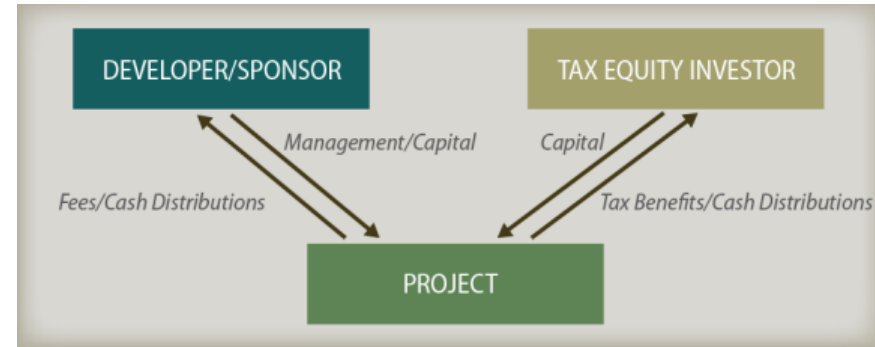 DEVELOPER/SPONSOR
TAX EQUITY INVESTOR
Management/Capital
Capital
Fees/Cash Distributions
Tax Benefits/Cash Distributions
PROJECT